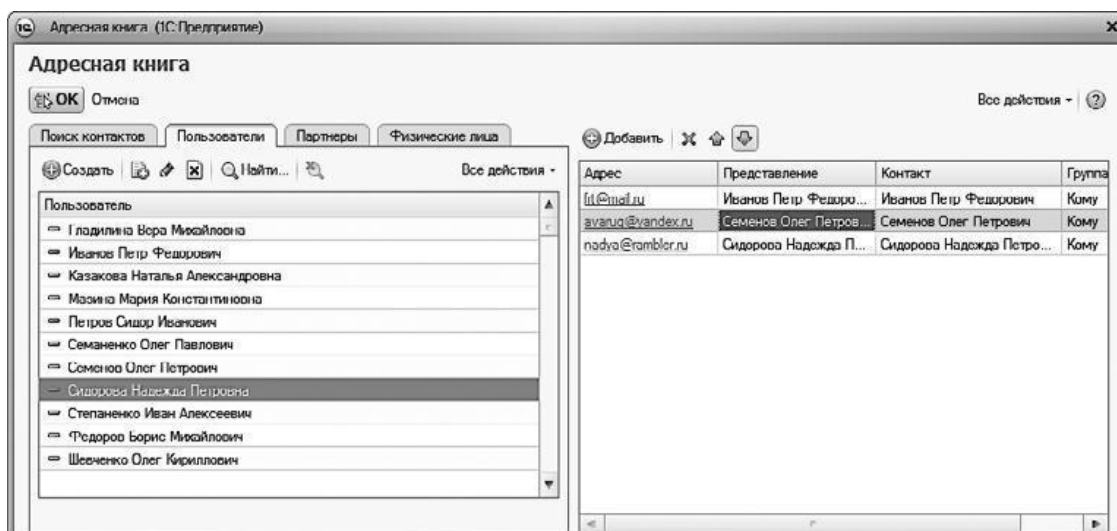 Адресная книга (1С:Предприятие)
Адресная книга
ОК Отмена
Все действия
Поиск контактов Пользователи Партнеры Физические лица
Создать Найти... Все действия
Пользователь
Гладилина Вера Михайловна
Иванов Петр Федорович
Казакова Наталья Александровна
Мазина Мария Константиновна
Петров Сидор Иванович
Семаненко Олег Павлович
Семенов Олег Петрович
Сидорова Надежда Петровна
Степаненко Иван Алексеевич
Федоров Борис Михайлович
Шевченко Олег Кириллович
Добавить
Адрес Представление Контакт Группа
Иванов Петр Федоро... Иванов Петр Федорович Кому
avarug@yandex.ru Семенов Олег Петров... Семенов Олег Петрович Кому
nadya@rambler.ru Сидорова Надежда П... Сидорова Надежда Петро... Кому